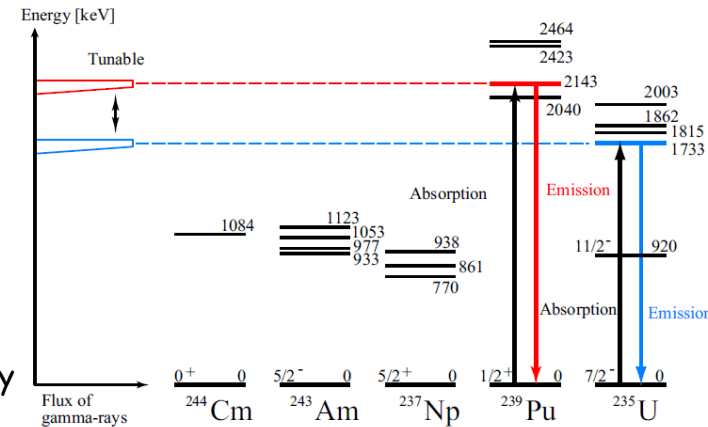 Energy [keV]
Tunable
2464
2423
2143
2040
2003
1862
1815
1733
Absorption
Emission
1084
1123
1053
977
933
938
861
770
11/2⁻ 920
Absorption
Emission
0⁺ 0
5/2⁻ 0
5/2⁺ 0
1/2⁺ 0
7/2⁻ 0
y
Flux of
gamma-rays
²⁴⁴Cm
²⁴³Am
²³⁷Np
²³⁹Pu
²³⁵U